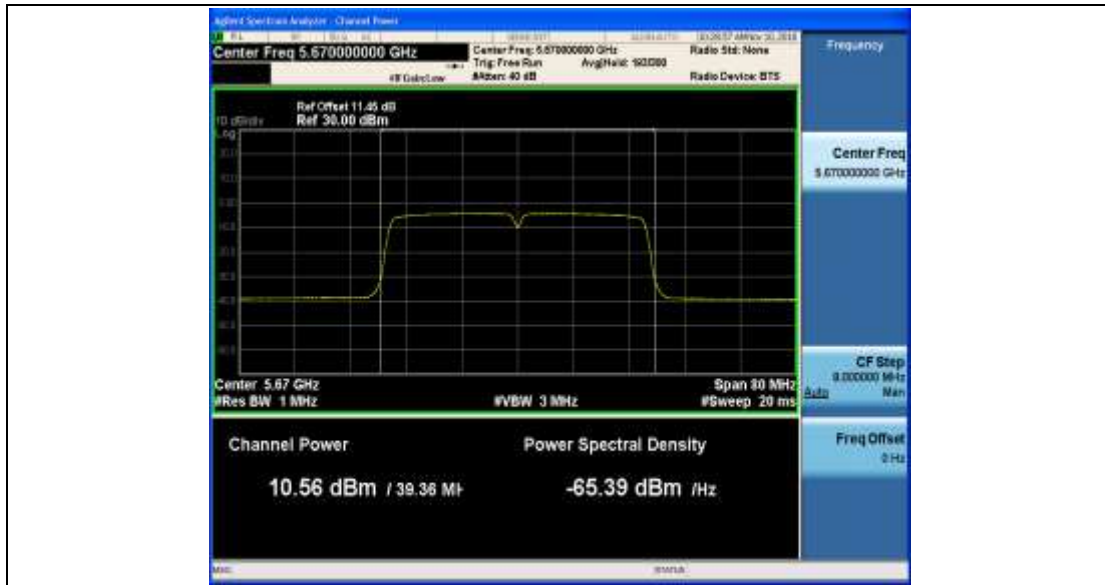 Agilent Spectrum Analyzer - Channel Power
Center Freq 5.670000000 GHz
Center Freq: 5.670000000 GHz
Radio Std: None
Trig: Free Run
#Atten: 40 dB
Radio Device: BTS
Frequency
Ref Offset 11.45 dB
10 dB/div
Ref 30.00 dBm
Log
Center Freq
5.670000000 GHz
CF Step
8.000000 MHz
Auto Man
Center 5.67 GHz
Span 80 MHz
#Res BW 1 MHz
#VBW 3 MHz
#Sweep 20 ms
Channel Power
Power Spectral Density
10.56 dBm / 39.36 MH
-65.39 dBm /Hz
Freq Offset
0 Hz
MSG
STATUS